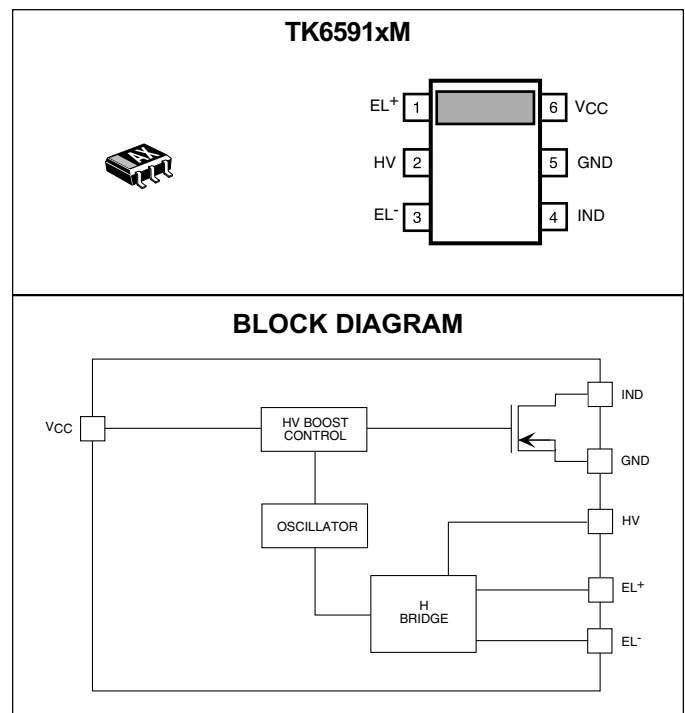 TK6591xM
AX
EL+ 1
HV 2
EL- 3
6 VCC
5 GND
4 IND
BLOCK DIAGRAM
VCC
HV BOOST
CONTROL
OSCILLATOR
H
BRIDGE
IND
GND
HV
EL+
EL-